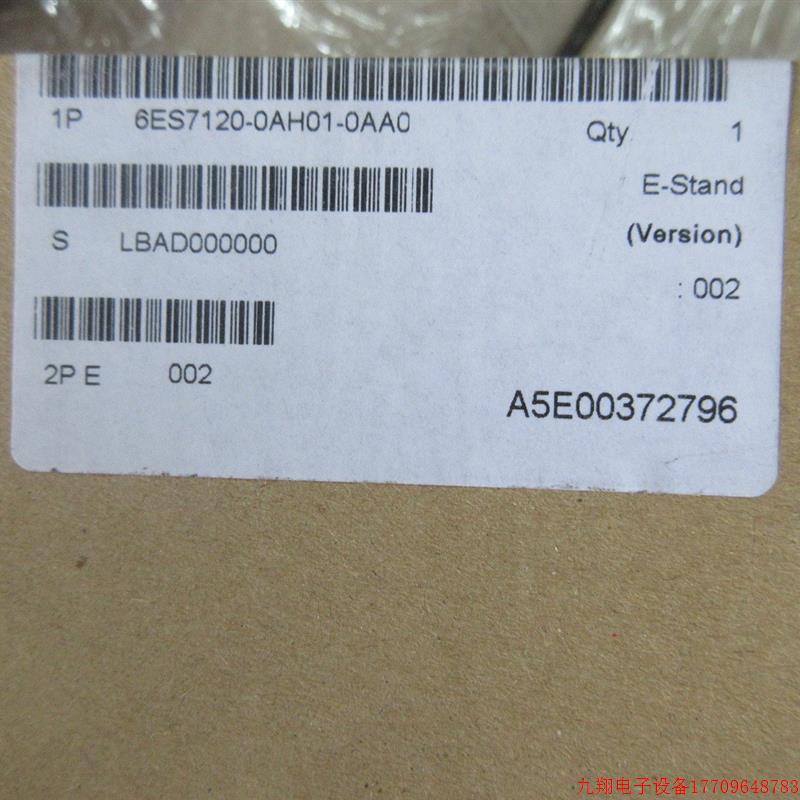 1P 6ES7120-0AH01-0AA0 Qty 1
E-Stand
S LBAD000000 (Version)
: 002
2P E 002
A5E00372796
九翔电子设备17709648783